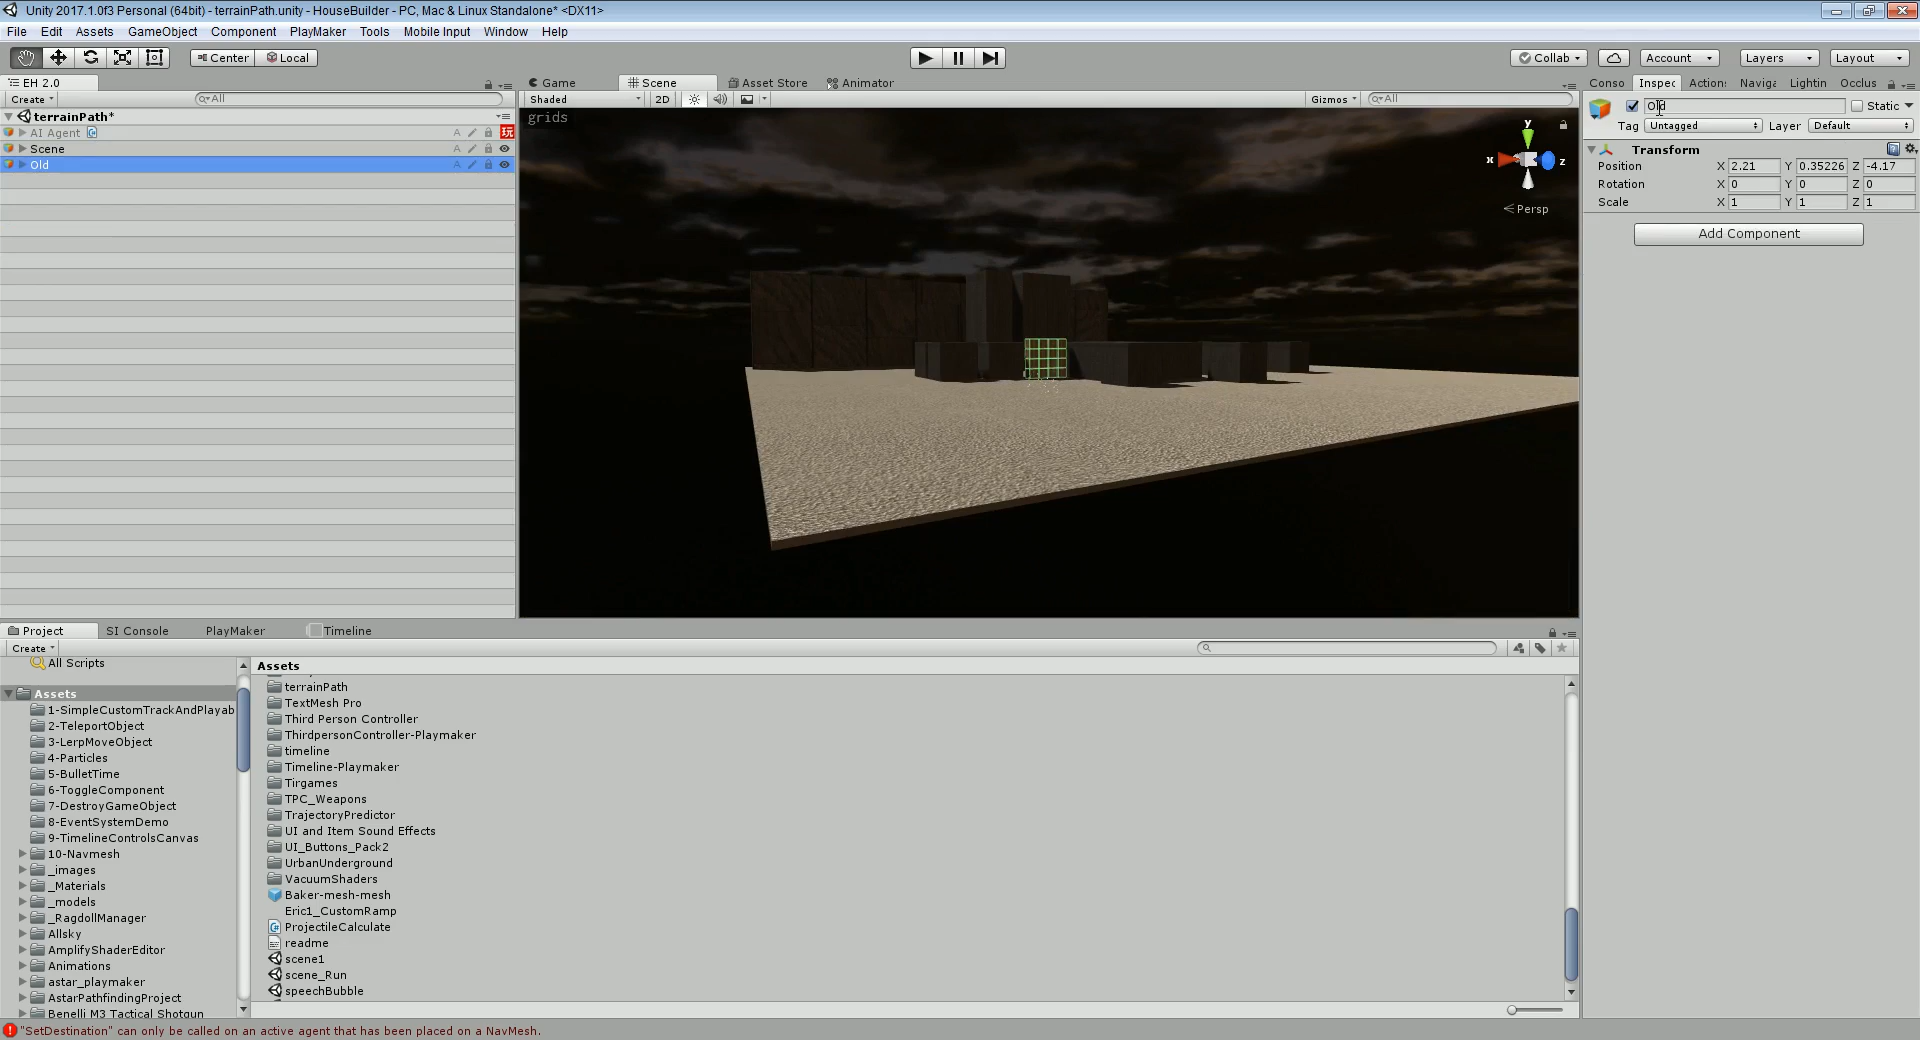 Unity 2017.1.0f3 Personal (64bit) - terrainPath.unity - HouseBuilder - PC, Mac & Linux Standalone* <DX11>
File Edit Assets GameObject Component PlayMaker Tools Mobile Input Window Help
Center Local Collab Account Layers Layout
EH 2.0 Game Scene Asset Store Animator Conso Inspec Action: Naviga Lightin Occlus
Create All Shaded 2D Gizmos All
terrainPath*
grids
Old Static
AI Agent A 玩
Tag Untagged Layer Default
Scene A
Old A
Transform
Position X 2.21 Y 0.35226 Z -4.17
Rotation X 0 Y 0 Z 0
Scale X 1 Y 1 Z 1
y
x z
Persp
Add Component
Project SI Console PlayMaker Timeline
Create
All Scripts
Assets
1-SimpleCustomTrackAndPlayab
2-TeleportObject
3-LerpMoveObject
4-Particles
5-BulletTime
6-ToggleComponent
7-DestroyGameObject
8-EventSystemDemo
9-TimelineControlsCanvas
10-Navmesh
_images
_Materials
_models
_RagdollManager
Allsky
AmplifyShaderEditor
Animations
astar_playmaker
AstarPathfindingProject
Benelli M3 Tactical Shotgun
Assets
terrainPath
TextMesh Pro
Third Person Controller
ThirdpersonController-Playmaker
timeline
Timeline-Playmaker
Tirgames
TPC_Weapons
TrajectoryPredictor
UI and Item Sound Effects
UI_Buttons_Pack2
UrbanUnderground
VacuumShaders
Baker-mesh-mesh
Eric1_CustomRamp
ProjectileCalculate
readme
scene1
scene_Run
speechBubble
"SetDestination" can only be called on an active agent that has been placed on a NavMesh.